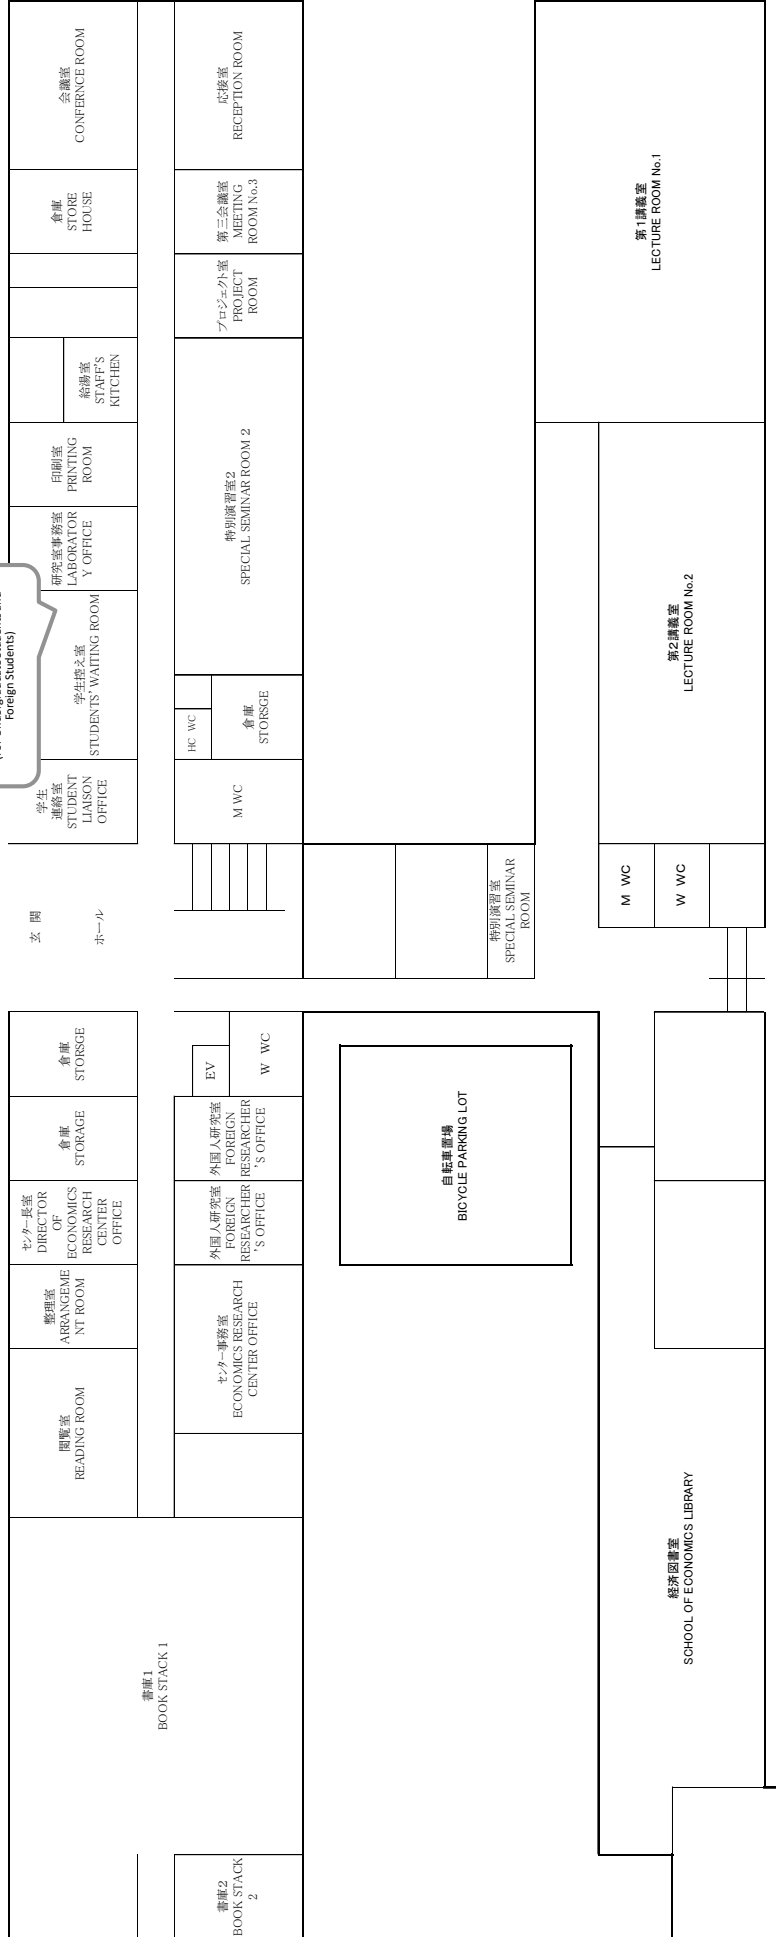 会議室
CONFERNCE ROOM
応接室
RECEPTION ROOM
倉庫
STORE
HOUSE
第三会議室
MEETING
ROOM No.3
プロジェクト室
PROJECT
ROOM
第1講義室
LECTURE ROOM No.1
給湯室
STAFF'S
KITCHEN
印刷室
PRINTING
ROOM
研究室事務室
LABORATOR
Y OFFICE
特別演習室2
SPECIAL SEMINAR ROOM 2
Foreign Students)
学生控え室
STUDENTS' WAITING ROOM
第2講義室
LECTURE ROOM No.2
HC WC
倉庫
STORSGE
学生
連絡室
STUDENT
LIAISON
OFFICE
M WC
特別演習室
SPECIAL SEMINAR
ROOM
M WC
W WC
玄 関
ホール
倉庫
STORSGE
EV
W WC
倉庫
STORAGE
外国人研究室
FOREIGN
RESEARCHER
'S OFFICE
自転車置場
BICYCLE PARKING LOT
センター長室
DIRECTOR
OF
ECONOMICS
RESEARCH
CENTER
OFFICE
外国人研究室
FOREIGN
RESEARCHER
'S OFFICE
整理室
ARRANGEME
NT ROOM
センター事務室
ECONOMICS RESEARCH
CENTER OFFICE
閲覧室
READING ROOM
経済図書室
SCHOOL OF ECONOMICS LIBRARY
書庫1
BOOK STACK 1
書庫2
BOOK STACK
2